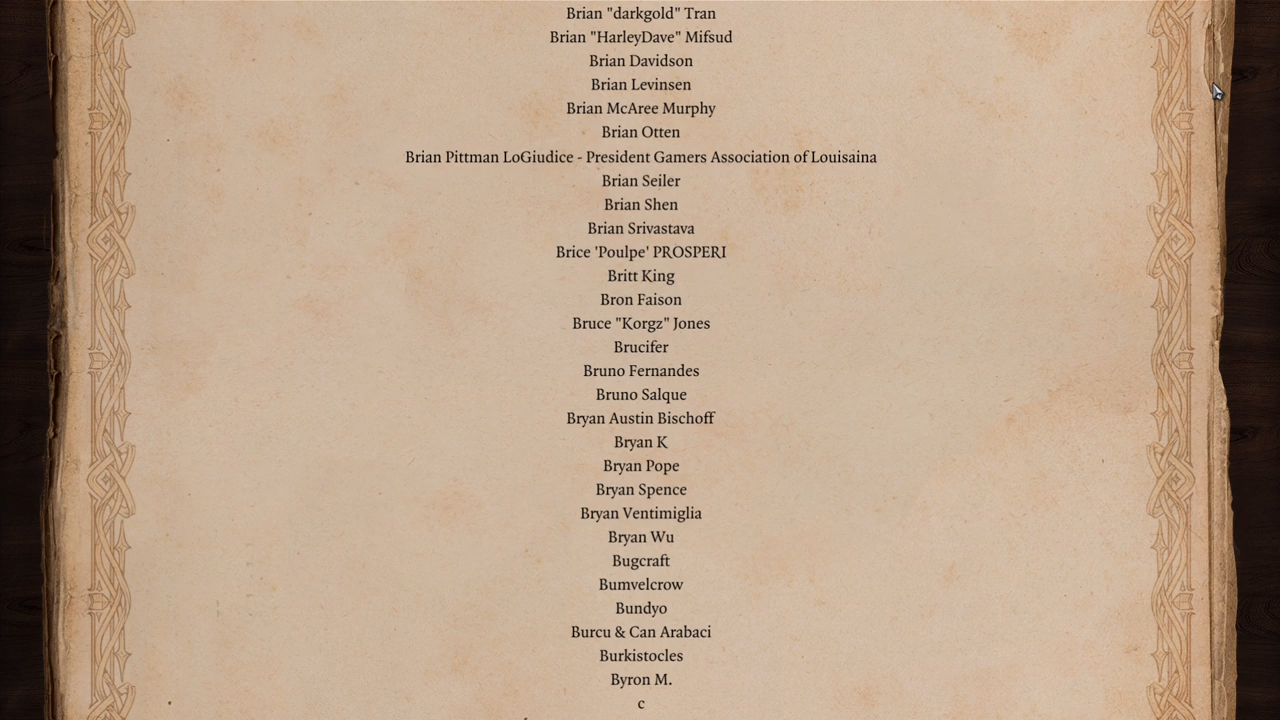 Brian "darkgold" Tran
Brian "HarleyDave" Mifsud
Brian Davidson
Brian Levinsen
Brian McAree Murphy
Brian Otten
Brian Pittman LoGiudice - President Gamers Association of Louisaina
Brian Seiler
Brian Shen
Brian Srivastava
Brice 'Poulpe' PROSPERI
Britt King
Bron Faison
Bruce "Korgz" Jones
Brucifer
Bruno Fernandes
Bruno Salque
Bryan Austin Bischoff
Bryan K
Bryan Pope
Bryan Spence
Bryan Ventimiglia
Bryan Wu
Bugcraft
Bumvelcrow
Bundyo
Burcu & Can Arabaci
Burkistocles
Byron M.
c